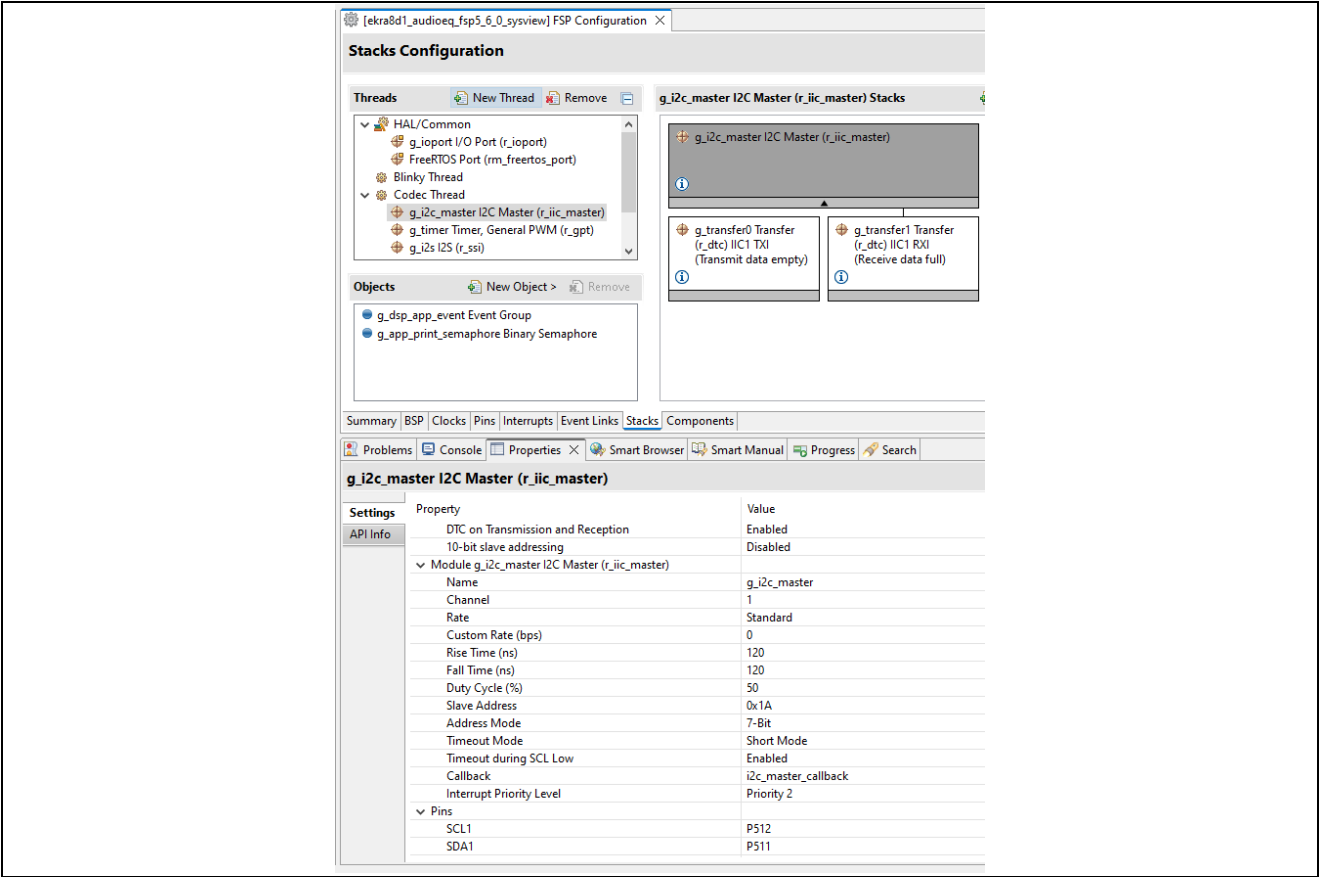 [ekra8d1_audioeq_fsp5_6_0_sysview] FSP Configuration
Stacks Configuration
Threads
New Thread
Remove
HAL/Common
g_ioport I/O Port (r_ioport)
FreeRTOS Port (rm_freertos_port)
Blinky Thread
Codec Thread
g_i2c_master I2C Master (r_iic_master)
g_timer Timer, General PWM (r_gpt)
g_i2s I2S (r_ssi)
Objects
New Object >
Remove
g_dsp_app_event Event Group
g_app_print_semaphore Binary Semaphore
g_i2c_master I2C Master (r_iic_master) Stacks
g_i2c_master I2C Master (r_iic_master)
g_transfer0 Transfer
(r_dtc) IIC1 TXI
(Transmit data empty)
g_transfer1 Transfer
(r_dtc) IIC1 RXI
(Receive data full)
Summary BSP Clocks Pins Interrupts Event Links Stacks Components
Problems Console Properties Smart Browser Smart Manual Progress Search
g_i2c_master I2C Master (r_iic_master)
Settings
API Info
Property Value
DTC on Transmission and Reception Enabled
10-bit slave addressing Disabled
Module g_i2c_master I2C Master (r_iic_master)
Name g_i2c_master
Channel 1
Rate Standard
Custom Rate (bps) 0
Rise Time (ns) 120
Fall Time (ns) 120
Duty Cycle (%) 50
Slave Address 0x1A
Address Mode 7-Bit
Timeout Mode Short Mode
Timeout during SCL Low Enabled
Callback i2c_master_callback
Interrupt Priority Level Priority 2
Pins
SCL1 P512
SDA1 P511